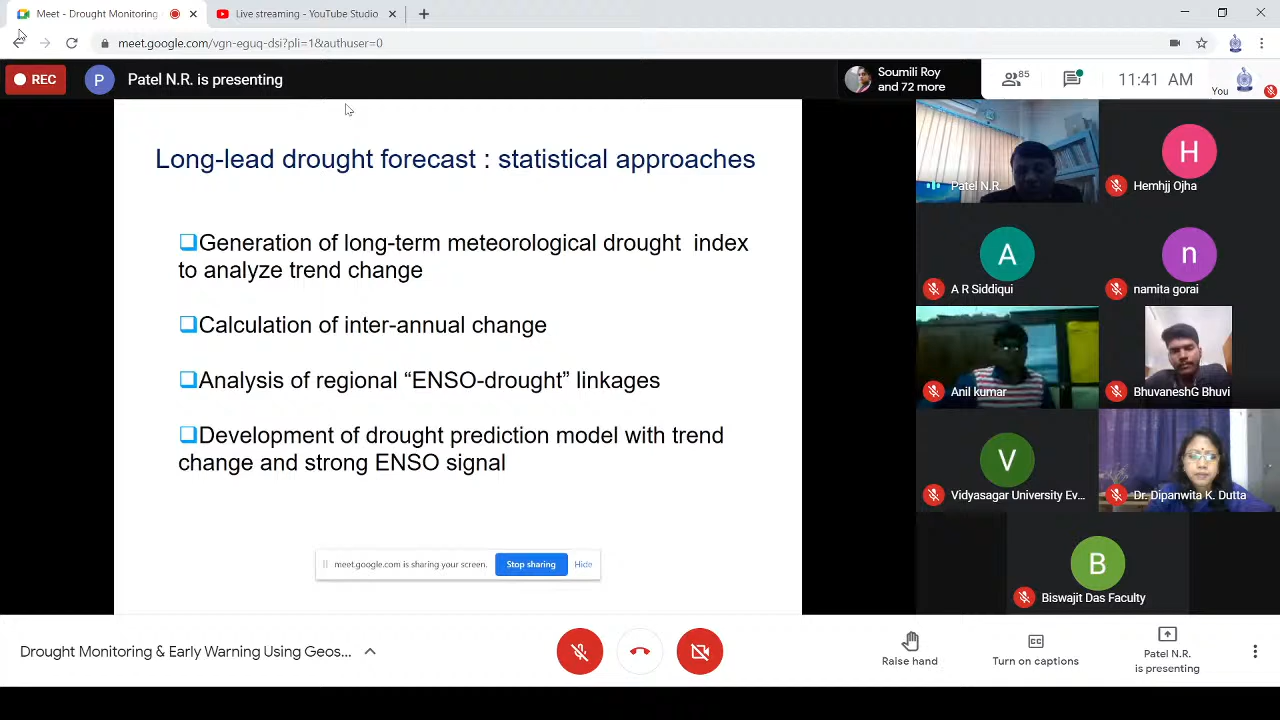 Meet - Drought Monitoring
Live streaming - YouTube Studio
meet.google.com/vgn-eguq-dsi?pli=1&authuser=0
REC
P
Patel N.R. is presenting
Soumili Roy
and 72 more
85
11:41 AM
You
Long-lead drought forecast : statistical approaches
Generation of long-term meteorological drought index
to analyze trend change
Calculation of inter-annual change
Analysis of regional “ENSO-drought” linkages
Development of drought prediction model with trend
change and strong ENSO signal
meet.google.com is sharing your screen.
Stop sharing
Hide
Patel N.R.
H
Hemhjj Ojha
A
A R Siddiqui
n
namita gorai
Anil kumar
BhuvaneshG Bhuvi
V
Vidyasagar University Ev...
Dr. Dipanwita K. Dutta
B
Biswajit Das Faculty
Drought Monitoring & Early Warning Using Geos...
Raise hand
CC
Turn on captions
Patel N.R.
is presenting